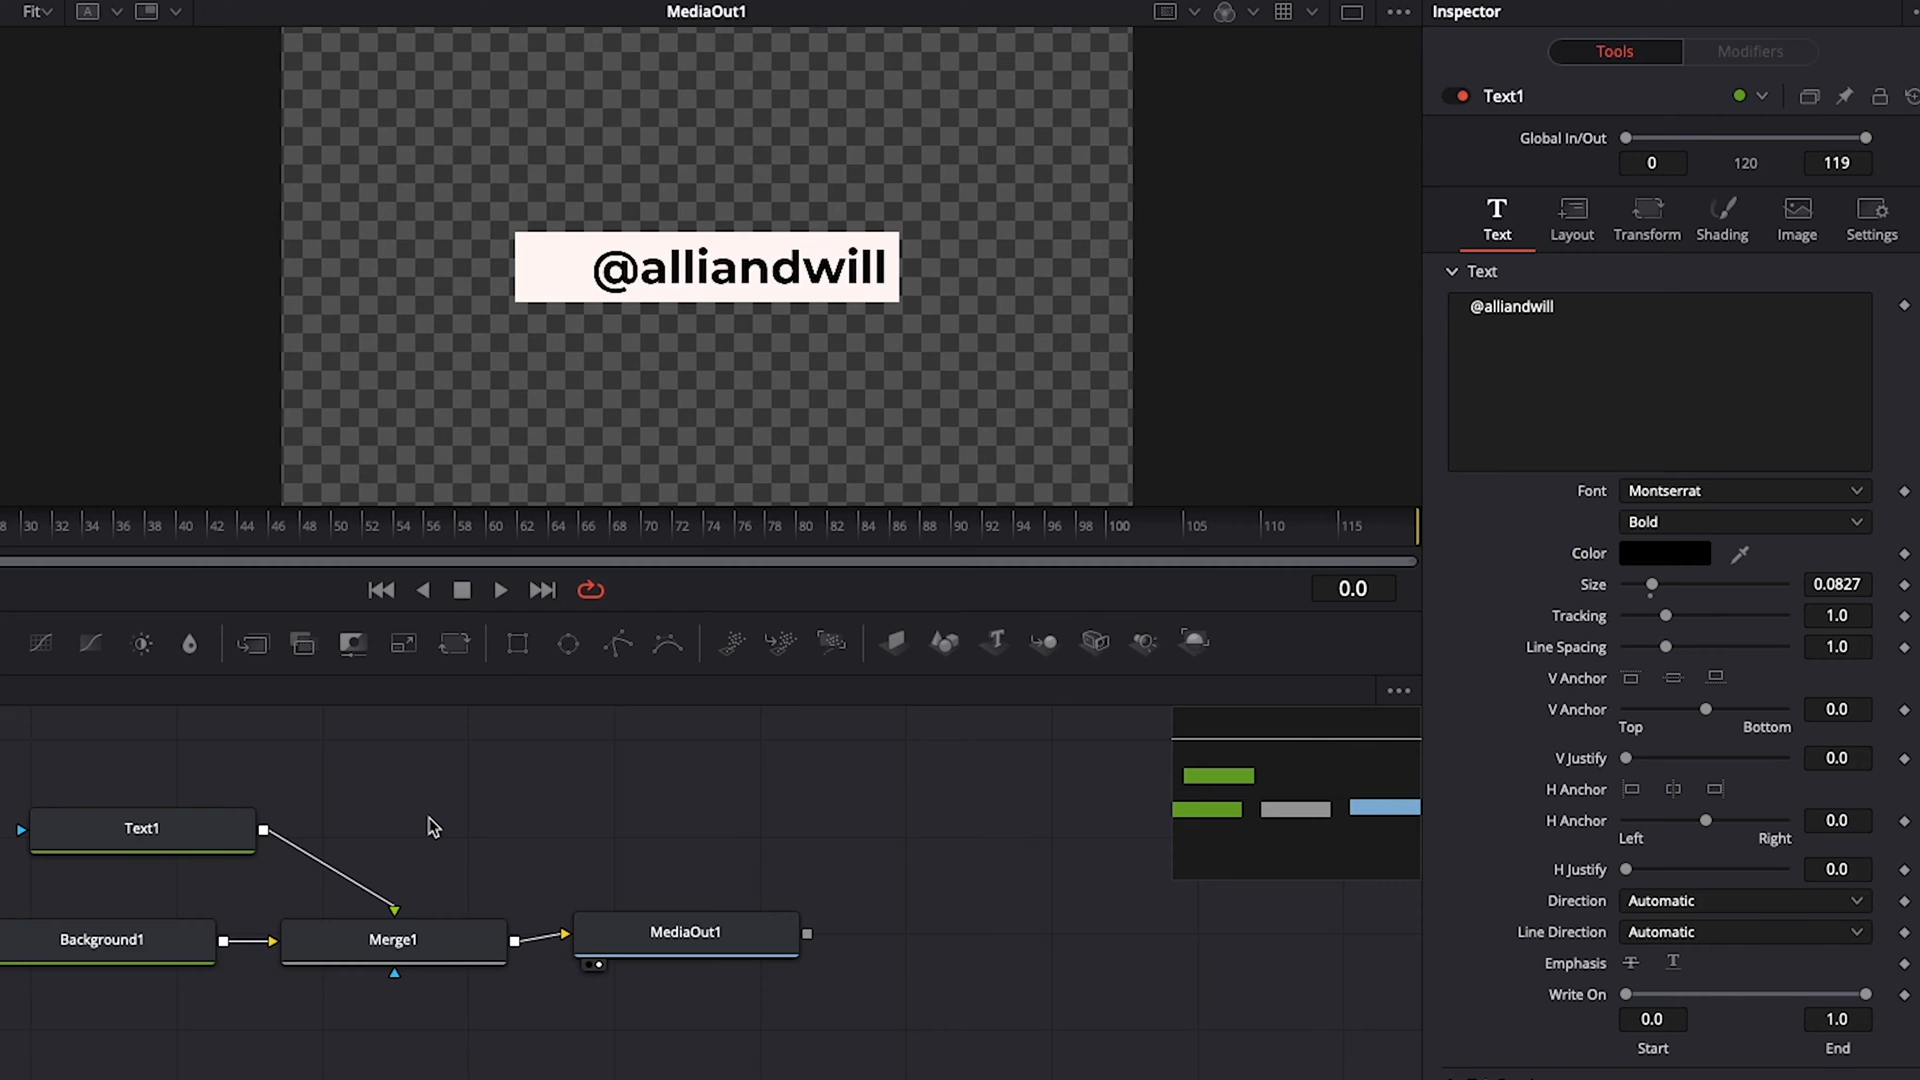 Fit
A
MediaOut1
Inspector
Tools
Modifiers
Text1
Global In/Out
0
120
119
Text
Layout
Transform
Shading
Image
Settings
Text
@alliandwill
@alliandwill
Font
Montserrat
Bold
Color
Size
0.0827
Tracking
1.0
Line Spacing
1.0
V Anchor
V Anchor
0.0
Top
Bottom
V Justify
0.0
H Anchor
H Anchor
0.0
Left
Right
H Justify
0.0
Direction
Automatic
Line Direction
Automatic
Emphasis
Write On
0.0
1.0
Start
End
8 30 32 34 36 38 40 42 44 46 48 50 52 54 56 58 60 62 64 66 68 70 72 74 76 78 80 82 84 86 88 90 92 94 96 98 100 105 110 115
0.0
Text1
Background1
Merge1
MediaOut1